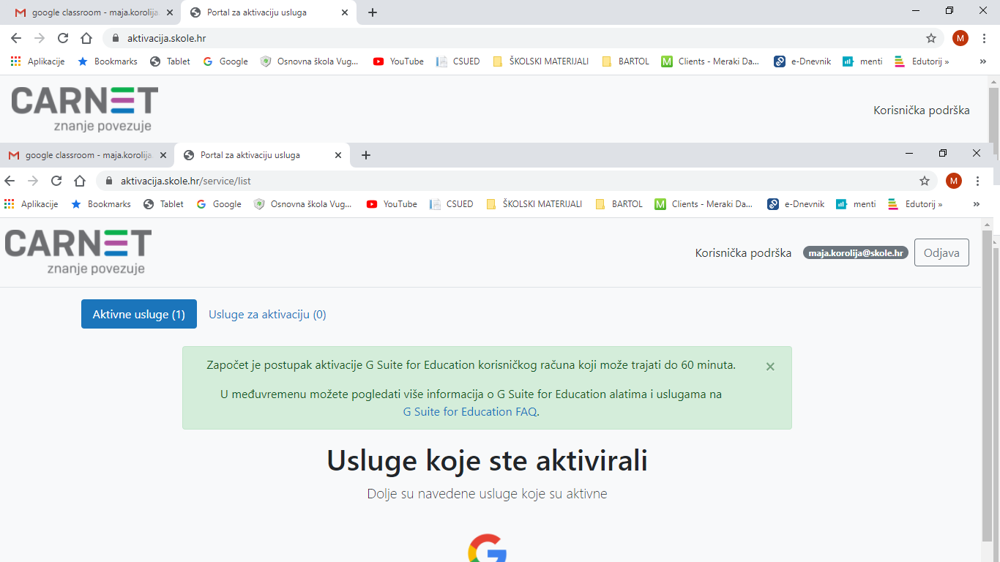 google classroom - maja.korolija
Portal za aktivaciju usluga
aktivacija.skole.hr
M
Aplikacije
Bookmarks
Tablet
Google
Osnovna škola Vug...
YouTube
CSUED
ŠKOLSKI MATERIJALI
BARTOL
Clients - Meraki Da...
e-Dnevnik
menti
Edutorij »
»
CARNET
znanje povezuje
Korisnička podrška
google classroom - maja.korolija
Portal za aktivaciju usluga
aktivacija.skole.hr/service/list
M
Aplikacije
Bookmarks
Tablet
Google
Osnovna škola Vug...
YouTube
CSUED
ŠKOLSKI MATERIJALI
BARTOL
Clients - Meraki Da...
e-Dnevnik
menti
Edutorij »
»
CARNET
znanje povezuje
Korisnička podrška
maja.korolija@skole.hr
Odjava
Aktivne usluge (1)
Usluge za aktivaciju (0)
Započet je postupak aktivacije G Suite for Education korisničkog računa koji može trajati do 60 minuta.
U međuvremenu možete pogledati više informacija o G Suite for Education alatima i uslugama na
G Suite for Education FAQ.
Usluge koje ste aktivirali
Dolje su navedene usluge koje su aktivne